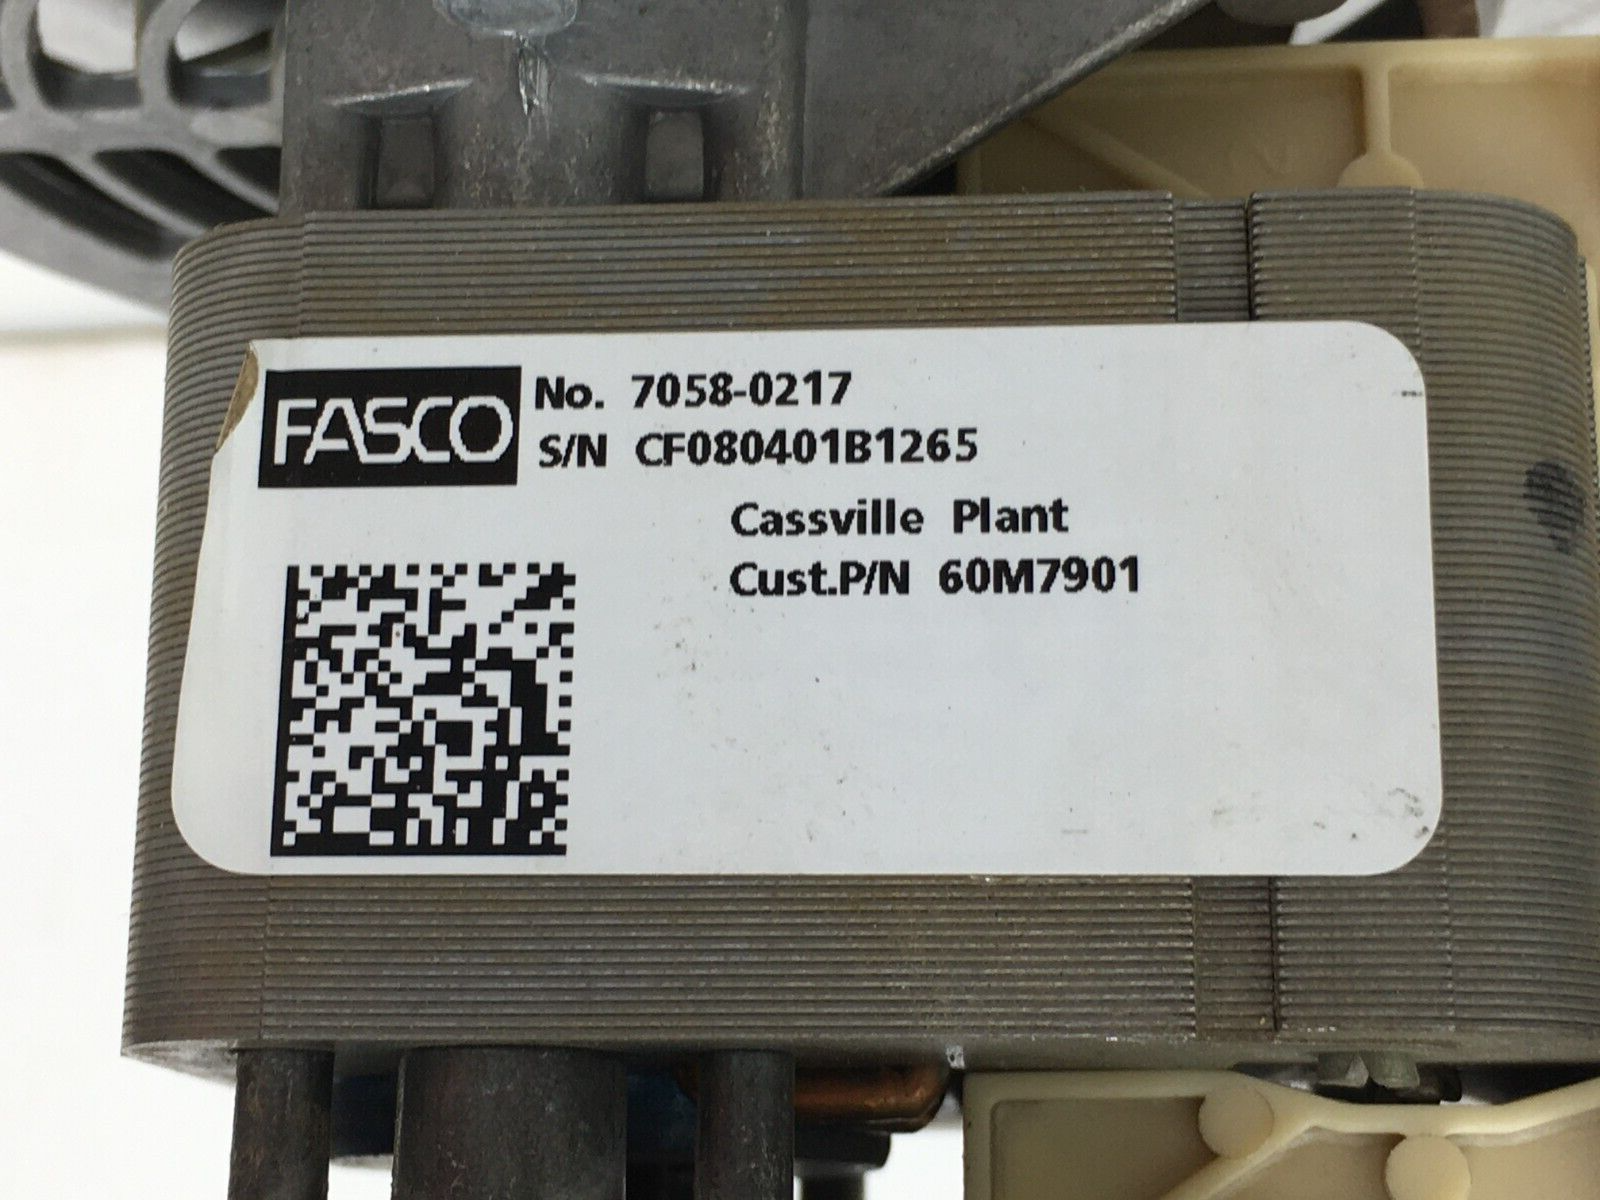 FASCO No. 7058-0217
S/N CF080401B1265
Cassville Plant
Cust.P/N 60M7901